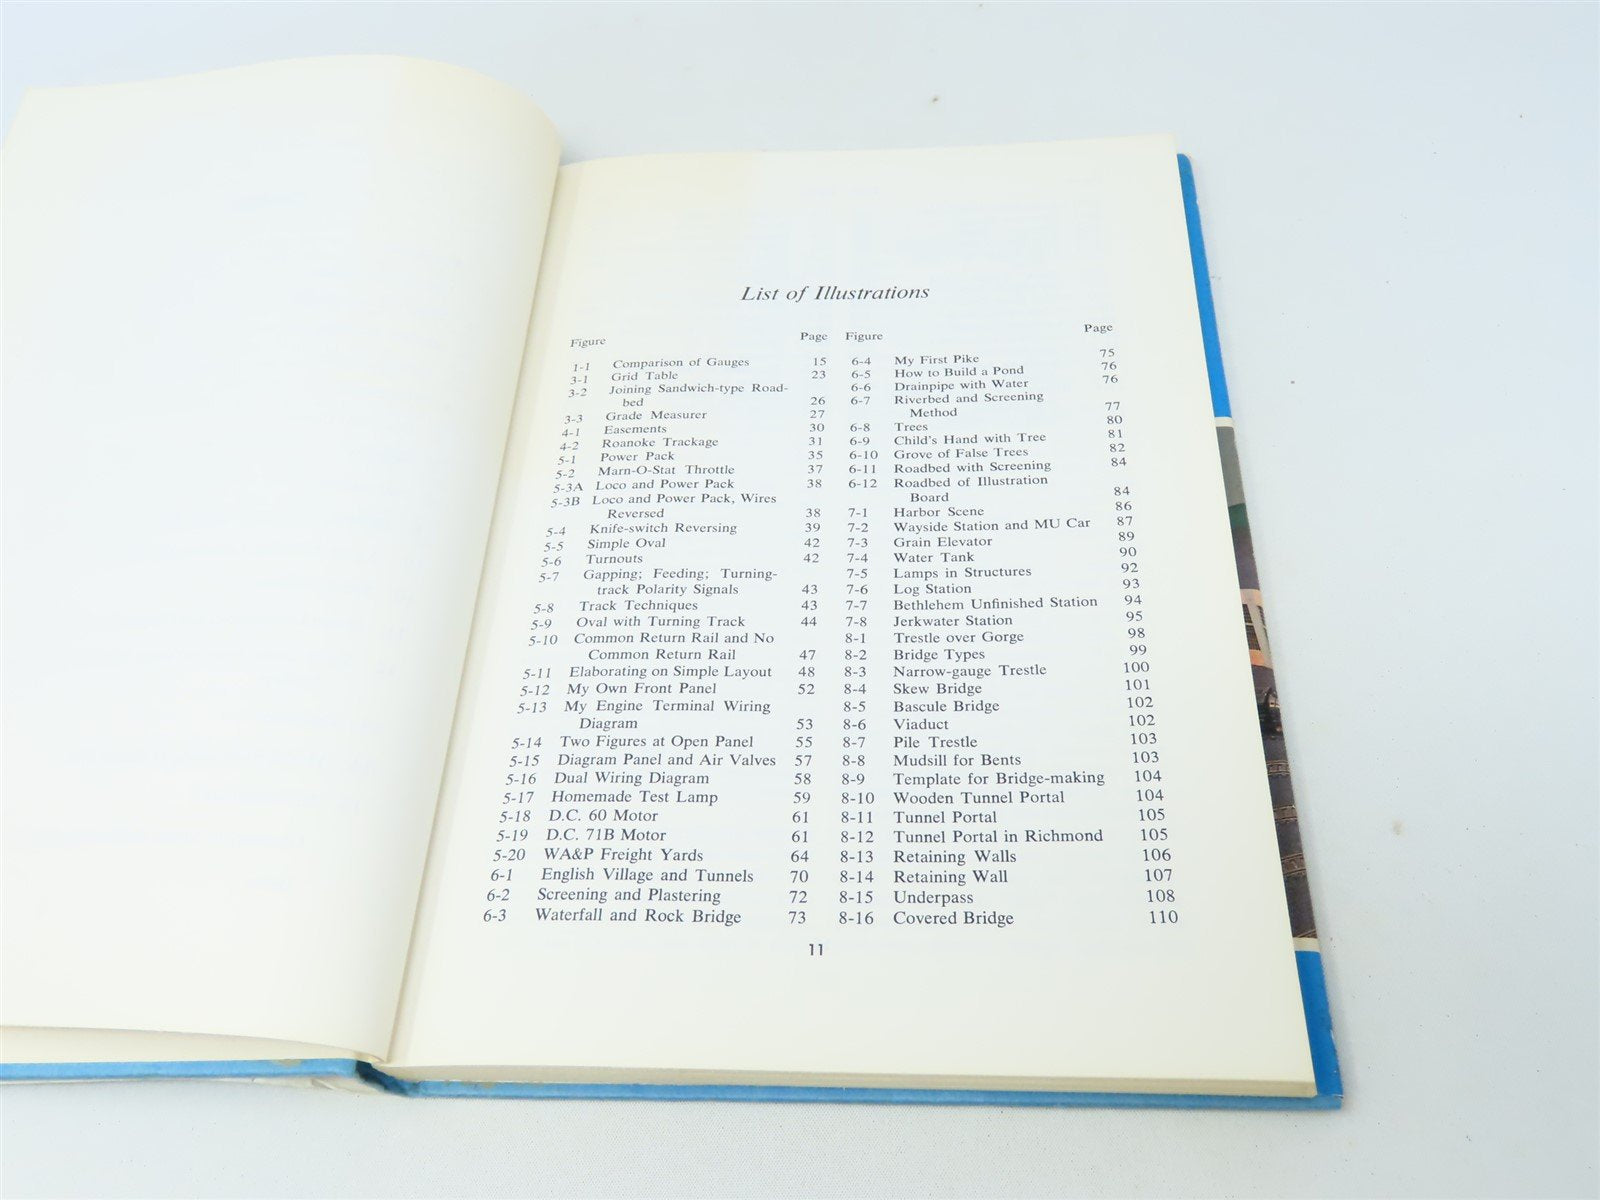 List of Illustrations
Figure Page
1-1 Comparison of Gauges 15
3-1 Grid Table 23
3-2 Joining Sandwich-type Road-
bed 26
3-3 Grade Measurer 27
4-1 Easements 30
4-2 Roanoke Trackage 31
5-1 Power Pack 35
5-2 Marn-O-Stat Throttle 37
5-3A Loco and Power Pack 38
5-3B Loco and Power Pack, Wires
Reversed 38
5-4 Knife-switch Reversing 39
5-5 Simple Oval 42
5-6 Turnouts 42
5-7 Gapping; Feeding; Turning-
track Polarity Signals 43
5-8 Track Techniques 43
5-9 Oval with Turning Track 44
5-10 Common Return Rail and No
Common Return Rail 47
5-11 Elaborating on Simple Layout 48
5-12 My Own Front Panel 52
5-13 My Engine Terminal Wiring
Diagram 53
5-14 Two Figures at Open Panel 55
5-15 Diagram Panel and Air Valves 57
5-16 Dual Wiring Diagram 58
5-17 Homemade Test Lamp 59
5-18 D.C. 60 Motor 61
5-19 D.C. 71B Motor 61
5-20 WA&P Freight Yards 64
6-1 English Village and Tunnels 70
6-2 Screening and Plastering 72
6-3 Waterfall and Rock Bridge 73
Figure Page
6-4 My First Pike 75
6-5 How to Build a Pond 76
6-6 Drainpipe with Water 76
6-7 Riverbed and Screening
Method 77
6-8 Trees 80
6-9 Child's Hand with Tree 81
6-10 Grove of False Trees 82
6-11 Roadbed with Screening 84
6-12 Roadbed of Illustration
Board 84
7-1 Harbor Scene 86
7-2 Wayside Station and MU Car 87
7-3 Grain Elevator 89
7-4 Water Tank 90
7-5 Lamps in Structures 92
7-6 Log Station 93
7-7 Bethlehem Unfinished Station 94
7-8 Jerkwater Station 95
8-1 Trestle over Gorge 98
8-2 Bridge Types 99
8-3 Narrow-gauge Trestle 100
8-4 Skew Bridge 101
8-5 Bascule Bridge 102
8-6 Viaduct 102
8-7 Pile Trestle 103
8-8 Mudsill for Bents 103
8-9 Template for Bridge-making 104
8-10 Wooden Tunnel Portal 104
8-11 Tunnel Portal 105
8-12 Tunnel Portal in Richmond 105
8-13 Retaining Walls 106
8-14 Retaining Wall 107
8-15 Underpass 108
8-16 Covered Bridge 110
11